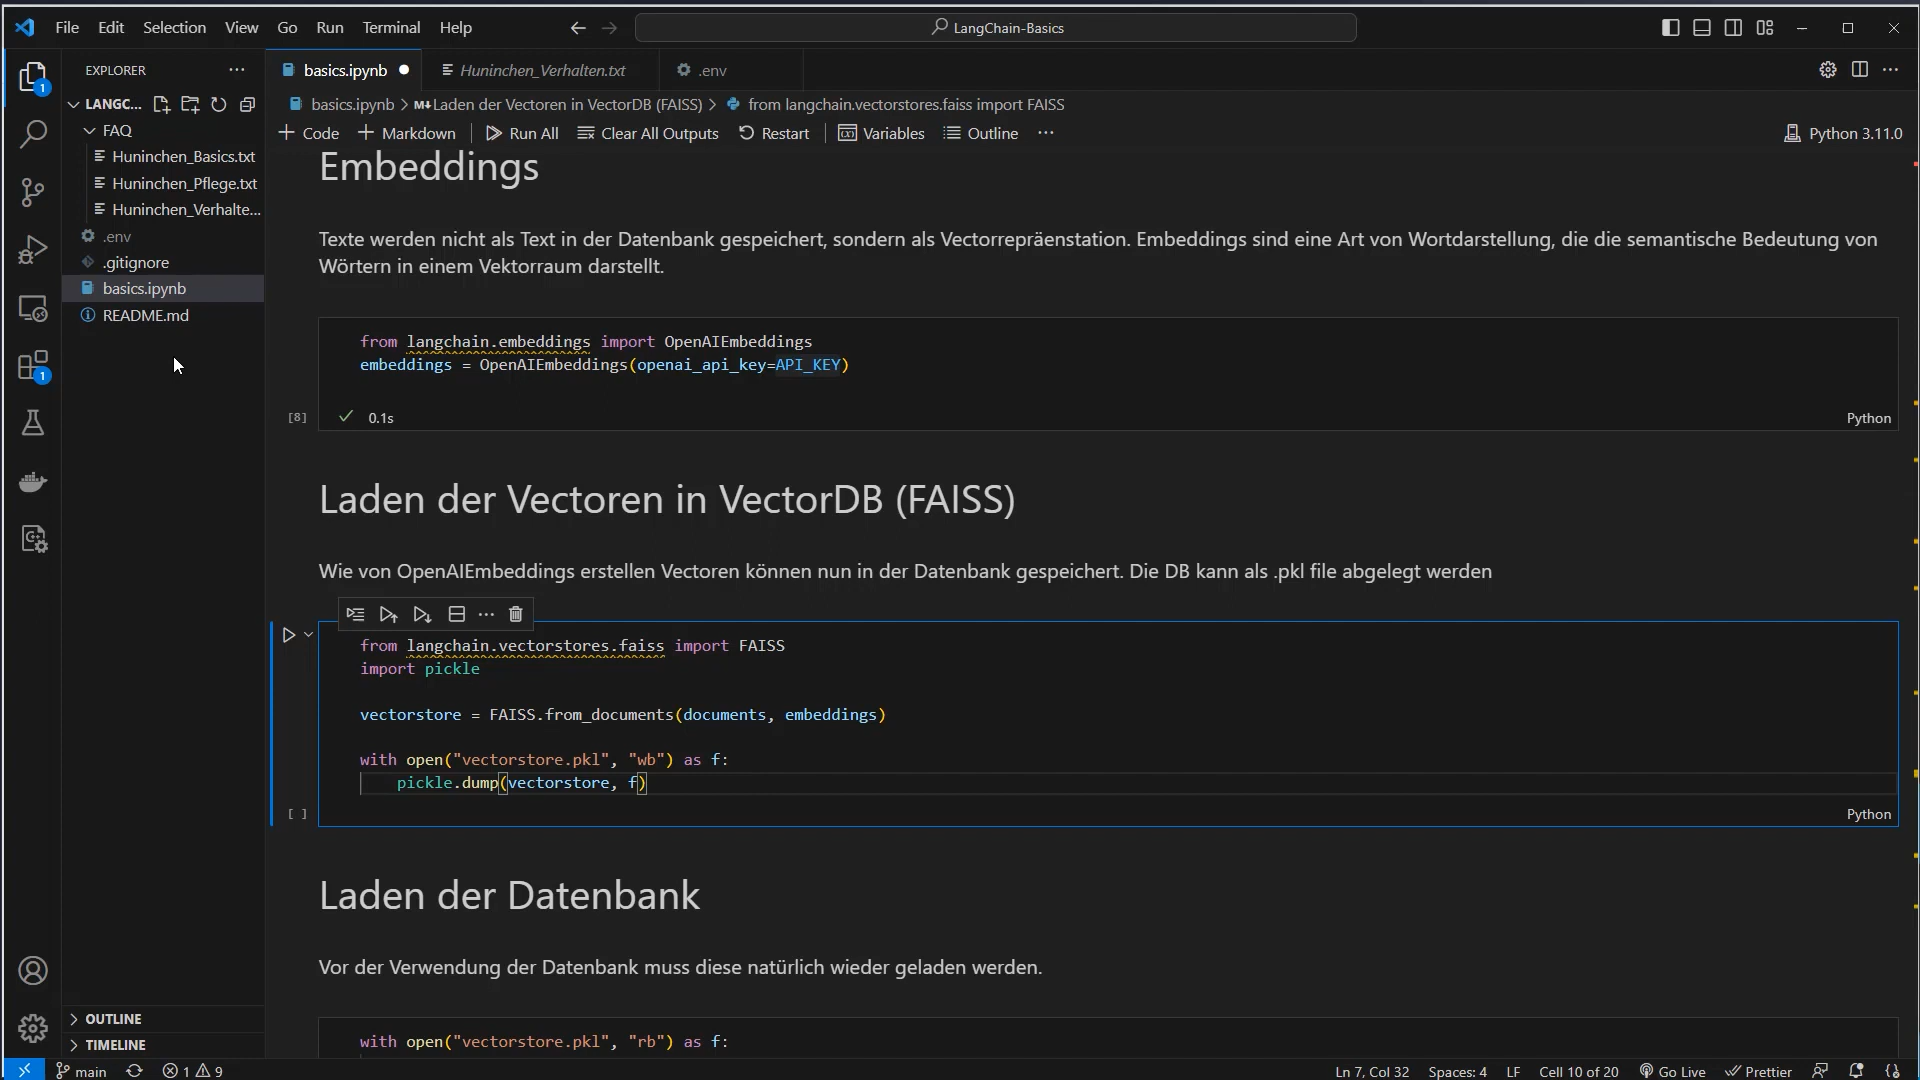 File Edit Selection View Go Run Terminal Help
LangChain-Basics
EXPLORER
LANGC...
FAQ
Huninchen_Basics.txt
Huninchen_Pflege.txt
Huninchen_Verhalte...
.env
.gitignore
basics.ipynb
README.md
OUTLINE
TIMELINE
1
1
basics.ipynb
Huninchen_Verhalten.txt
.env
basics.ipynb > M↓Laden der Vectoren in VectorDB (FAISS) > from langchain.vectorstores.faiss import FAISS
Code Markdown Run All Clear All Outputs Restart Variables Outline
Python 3.11.0
Embeddings
Texte werden nicht als Text in der Datenbank gespeichert, sondern als Vectorrepräenstation. Embeddings sind eine Art von Wortdarstellung, die die semantische Bedeutung von
Wörtern in einem Vektorraum darstellt.
from langchain.embeddings import OpenAIEmbeddings
embeddings = OpenAIEmbeddings(openai_api_key=API_KEY)
[8] 0.1s Python
Laden der Vectoren in VectorDB (FAISS)
Wie von OpenAIEmbeddings erstellen Vectoren können nun in der Datenbank gespeichert. Die DB kann als .pkl file abgelegt werden
from langchain.vectorstores.faiss import FAISS
import pickle
vectorstore = FAISS.from_documents(documents, embeddings)
with open("vectorstore.pkl", "wb") as f:
pickle.dump(vectorstore, f)
[ ] Python
Laden der Datenbank
Vor der Verwendung der Datenbank muss diese natürlich wieder geladen werden.
with open("vectorstore.pkl", "rb") as f:
main 1 9 Ln 7, Col 32 Spaces: 4 LF Cell 10 of 20 Go Live Prettier